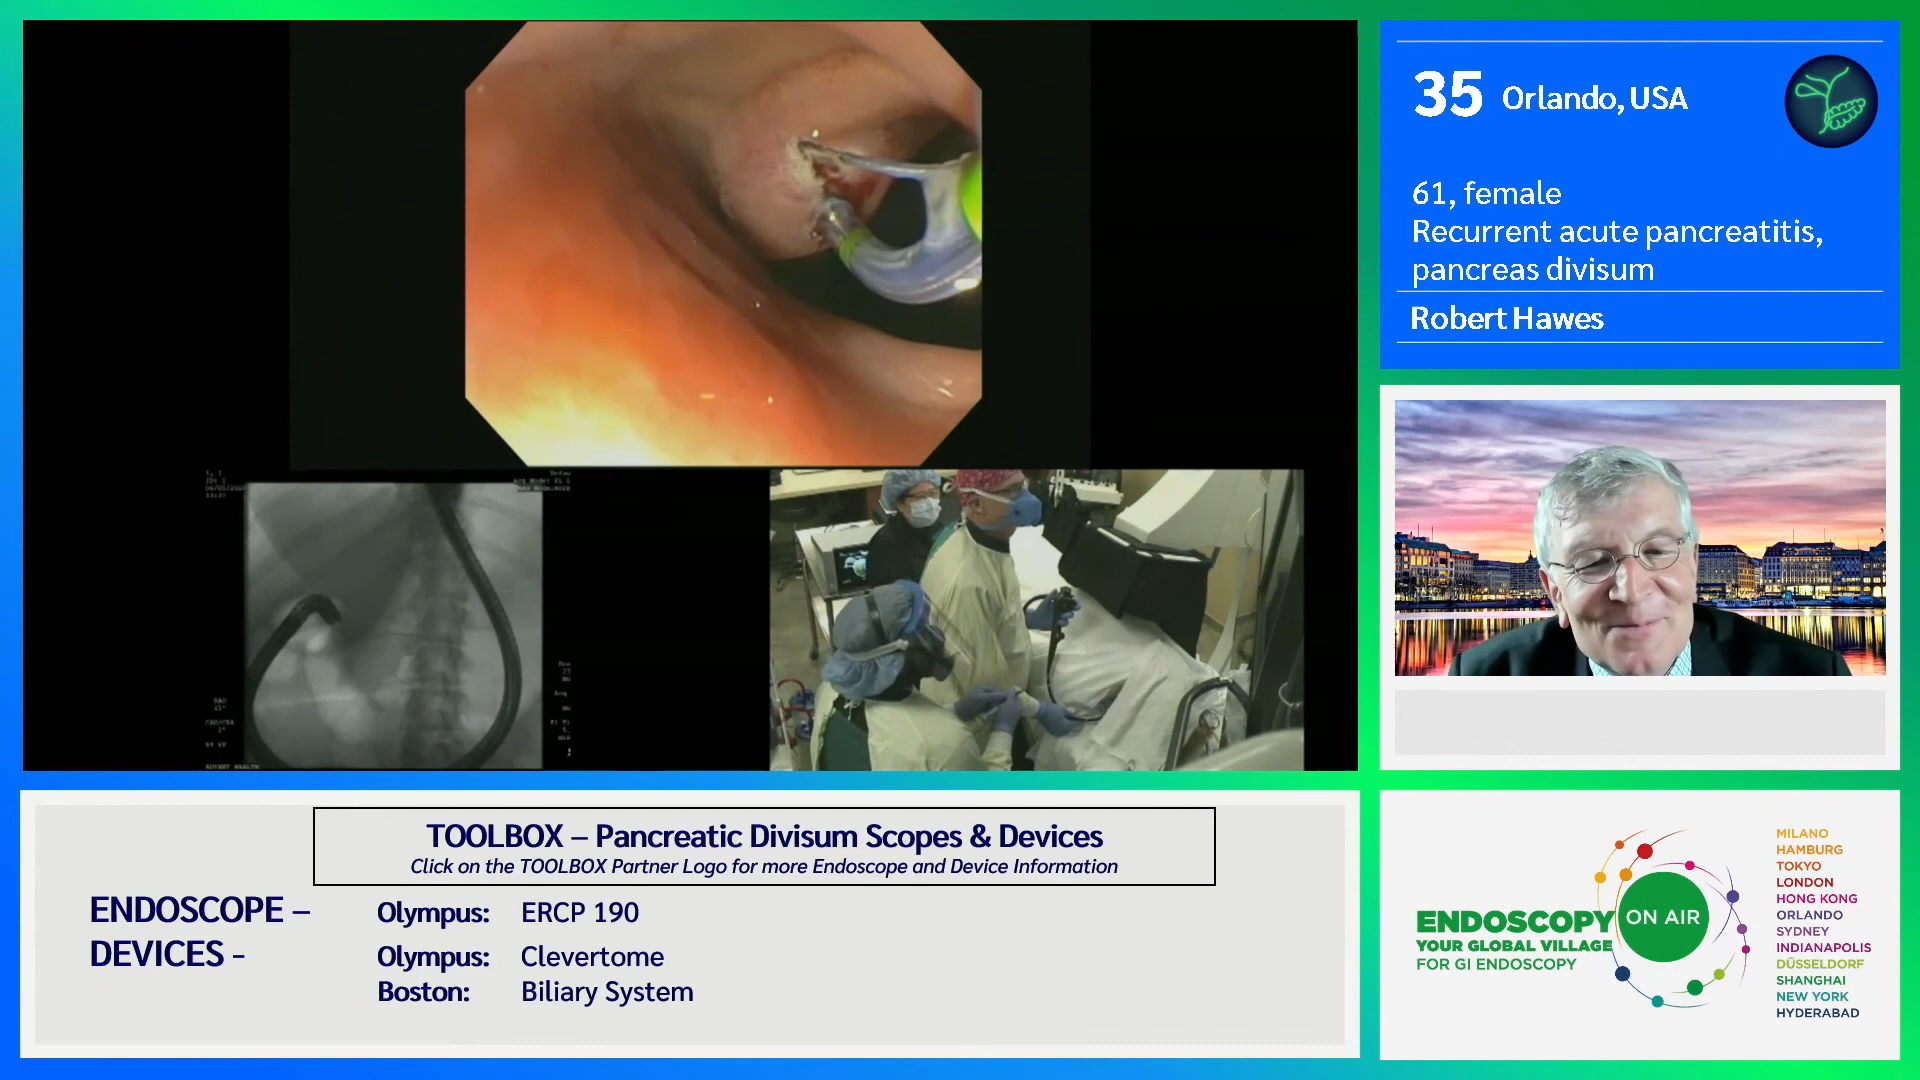 35 Orlando, USA
61, female
Recurrent acute pancreatitis,
pancreas divisum
Robert Hawes
TOOLBOX – Pancreatic Divisum Scopes & Devices
Click on the TOOLBOX Partner Logo for more Endoscope and Device Information
ENDOSCOPE – Olympus: ERCP 190
DEVICES - Olympus: Clevertome
Boston: Biliary System
ENDOSCOPY ON AIR
YOUR GLOBAL VILLAGE
FOR GI ENDOSCOPY
MILANO
HAMBURG
TOKYO
LONDON
HONG KONG
ORLANDO
SYDNEY
INDIANAPOLIS
DÜSSELDORF
SHANGHAI
NEW YORK
HYDERABAD